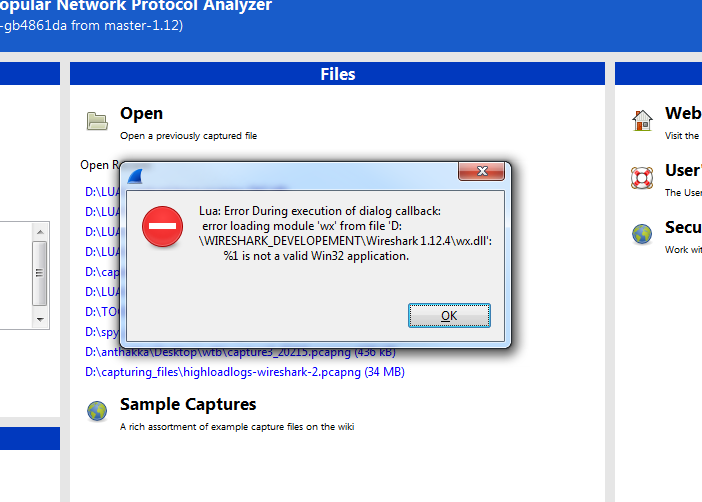 opular Network Protocol Analyzer
-gb4861da from master-1.12)
Files
Open
Open a previously captured file
Open R
D:\LUA
D:\LUA
D:\LUA
D:\LUA
D:\cap
D:\LUA
D:\TO
D:\spy
D:\anthakka\Desktop\wtb\capture3_20215.pcapng (436 kB)
D:\capturing_files\highloadlogs-wireshark-2.pcapng (34 MB)
Sample Captures
A rich assortment of example capture files on the wiki
Lua: Error During execution of dialog callback:
error loading module 'wx' from file 'D:
\WIRESHARK_DEVELOPEMENT\Wireshark 1.12.4\wx.dll':
%1 is not a valid Win32 application.
OK
Web
Visit the
User'
The User
Secu
Work wit